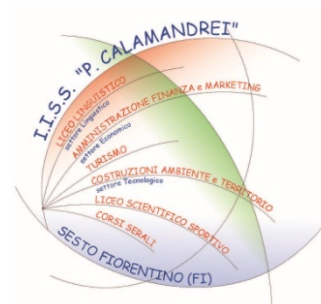 I.I.S.S. "P. CALAMANDREI"
LICEO LINGUISTICO
settore Linguistico
AMMINISTRAZIONE FINANZA e MARKETING
settore Economico
TURISMO
COSTRUZIONI AMBIENTE e TERRITORIO
settore Tecnologico
LICEO SCIENTIFICO SPORTIVO
CORSI SERALI
SESTO FIORENTINO (FI)